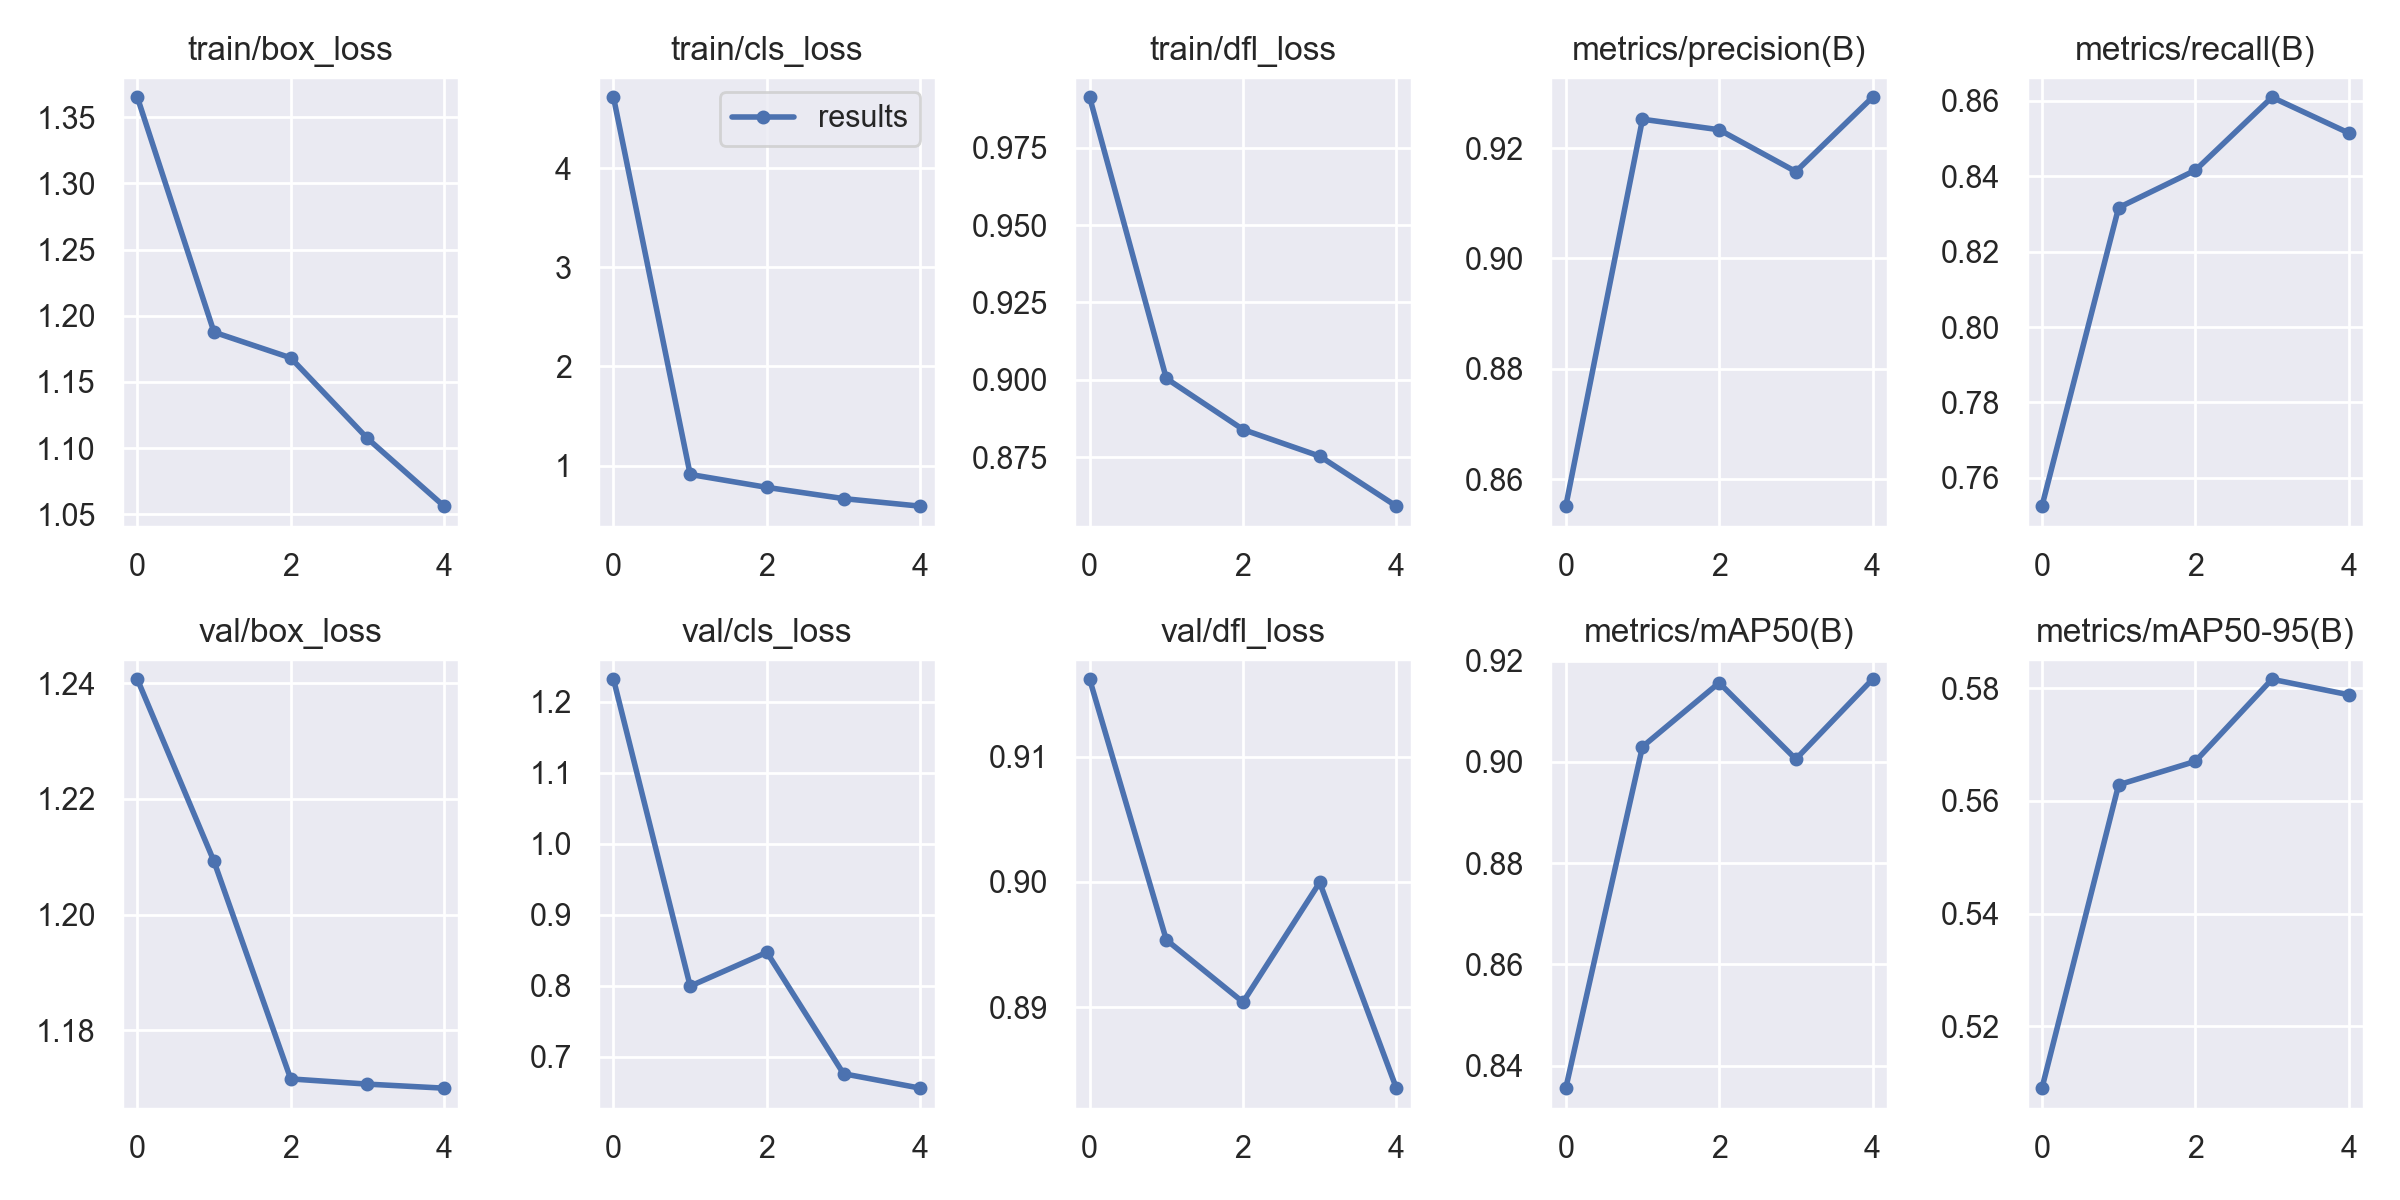 train/box_loss
1.35
1.30
1.25
1.20
1.15
1.10
1.05
0 2 4
train/cls_loss
results
4
3
2
1
0 2 4
train/dfl_loss
0.975
0.950
0.925
0.900
0.875
0 2 4
metrics/precision(B)
0.92
0.90
0.88
0.86
0 2 4
metrics/recall(B)
0.86
0.84
0.82
0.80
0.78
0.76
0 2 4
val/box_loss
1.24
1.22
1.20
1.18
0 2 4
val/cls_loss
1.2
1.1
1.0
0.9
0.8
0.7
0 2 4
val/dfl_loss
0.91
0.90
0.89
0 2 4
metrics/mAP50(B)
0.92
0.90
0.88
0.86
0.84
0 2 4
metrics/mAP50-95(B)
0.58
0.56
0.54
0.52
0 2 4